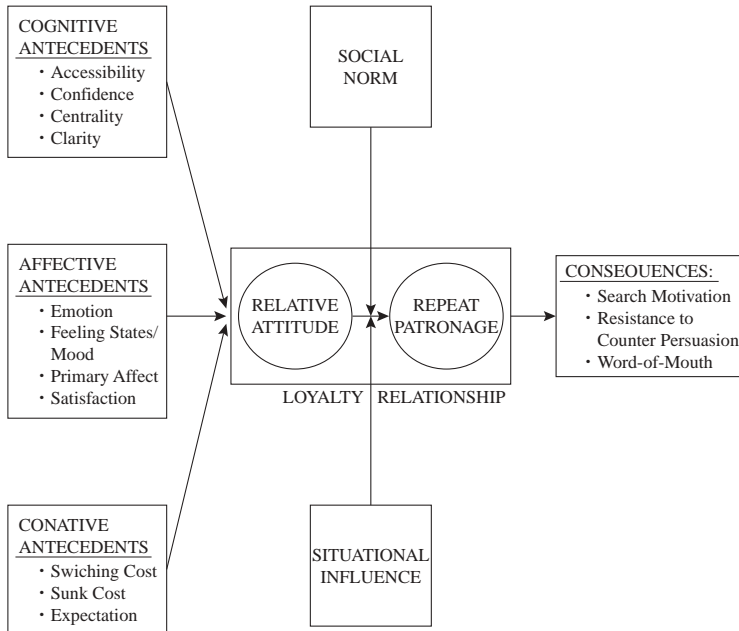 COGNITIVE
ANTECEDENTS
・Accessibility
・Confidence
・Centrality
・Clarity
SOCIAL
NORM
AFFECTIVE
ANTECEDENTS
・Emotion
・Feeling States/
Mood
・Primary Affect
・Satisfaction
RELATIVE
ATTITUDE
REPEAT
PATRONAGE
LOYALTY RELATIONSHIP
CONSEOUENCES:
・Search Motivation
・Resistance to
Counter Persuasion
・Word-of-Mouth
CONATIVE
ANTECEDENTS
・Swiching Cost
・Sunk Cost
・Expectation
SITUATIONAL
INFLUENCE